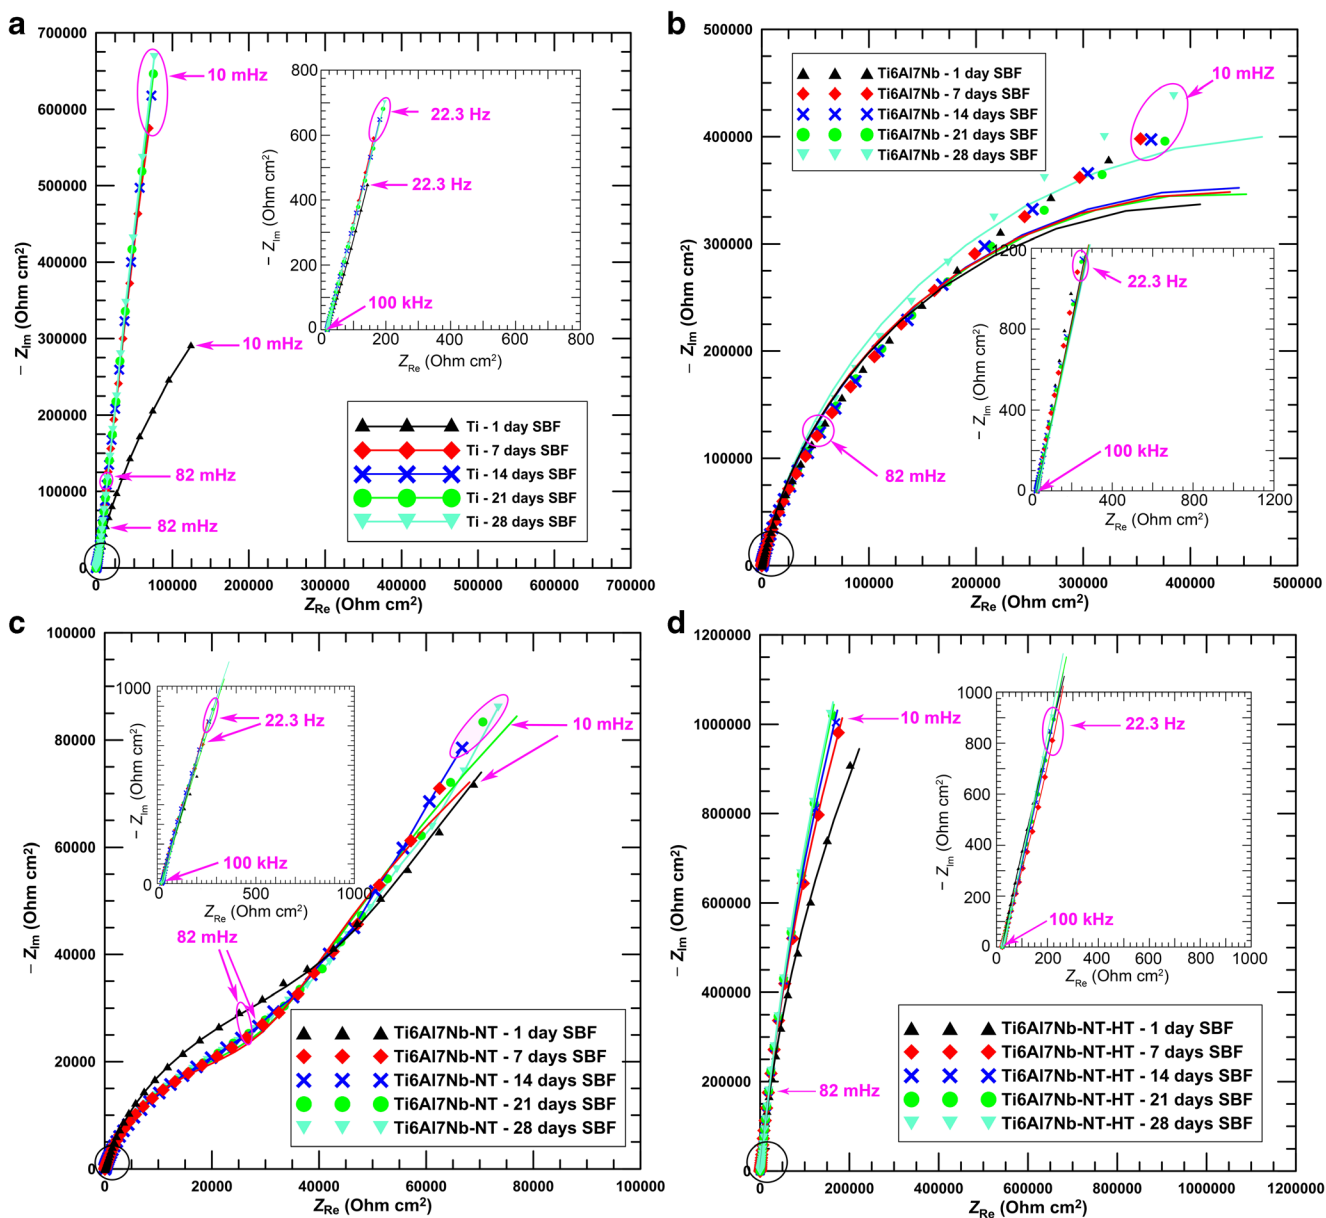 a
700000
600000
500000
400000
300000
200000
100000
0
− Z_Im (Ohm cm²)
0 100000 200000 300000 400000 500000 600000 700000
Z_Re (Ohm cm²)
10 mHz
10 mHz
82 mHz
82 mHz
800
600
400
200
0
− Z_Im (Ohm cm²)
0 200 400 600 800
Z_Re (Ohm cm²)
22.3 Hz
22.3 Hz
100 kHz
Ti - 1 day SBF
Ti - 7 days SBF
Ti - 14 days SBF
Ti - 21 days SBF
Ti - 28 days SBF
b
500000
400000
300000
200000
100000
0
− Z_Im (Ohm cm²)
0 100000 200000 300000 400000 500000
Z_Re (Ohm cm²)
Ti6Al7Nb - 1 day SBF
Ti6Al7Nb - 7 days SBF
Ti6Al7Nb - 14 days SBF
Ti6Al7Nb - 21 days SBF
Ti6Al7Nb - 28 days SBF
10 mHZ
82 mHz
1200
800
400
0
− Z_Im (Ohm cm²)
0 400 800 1200
Z_Re (Ohm cm²)
22.3 Hz
100 kHz
c
100000
80000
60000
40000
20000
0
− Z_Im (Ohm cm²)
0 20000 40000 60000 80000 100000
Z_Re (Ohm cm²)
10 mHz
82 mHz
1000
0
− Z_Im (Ohm cm²)
0 500 1000
Z_Re (Ohm cm²)
22.3 Hz
100 kHz
Ti6Al7Nb-NT - 1 day SBF
Ti6Al7Nb-NT - 7 days SBF
Ti6Al7Nb-NT - 14 days SBF
Ti6Al7Nb-NT - 21 days SBF
Ti6Al7Nb-NT - 28 days SBF
d
1200000
1000000
800000
600000
400000
200000
0
− Z_Im (Ohm cm²)
0 200000 400000 600000 800000 1000000 1200000
Z_Re (Ohm cm²)
10 mHz
82 mHz
1000
800
600
400
200
0
− Z_Im (Ohm cm²)
0 200 400 600 800 1000
Z_Re (Ohm cm²)
22.3 Hz
100 kHz
Ti6Al7Nb-NT-HT - 1 day SBF
Ti6Al7Nb-NT-HT - 7 days SBF
Ti6Al7Nb-NT-HT - 14 days SBF
Ti6Al7Nb-NT-HT - 21 days SBF
Ti6Al7Nb-NT-HT - 28 days SBF